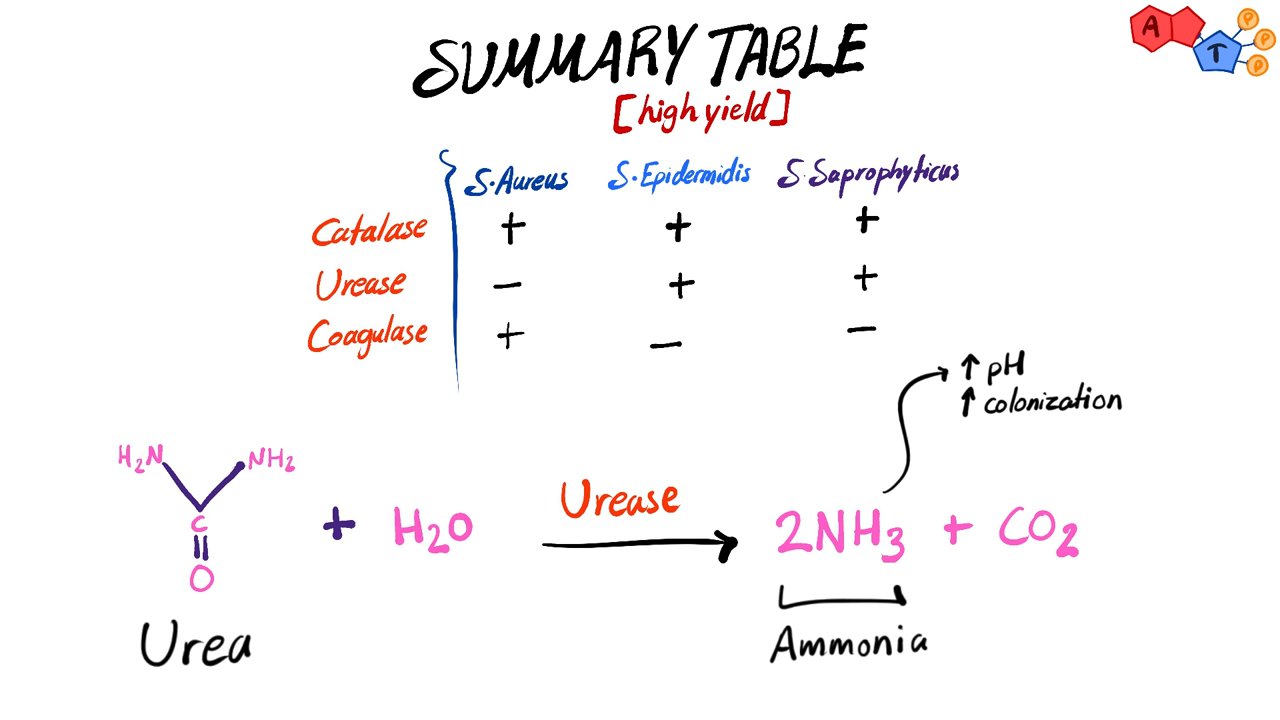 SUMMARY TABLE
[high yield]
A T P P P
S. Aureus S. Epidermidis S. Saprophyticus
Catalase + + +
Urease − + +
Coagulase + − −
↑ pH
↑ colonization
H2N NH2
C
O
+ H2O
Urease
2NH3 + CO2
Urea
Ammonia